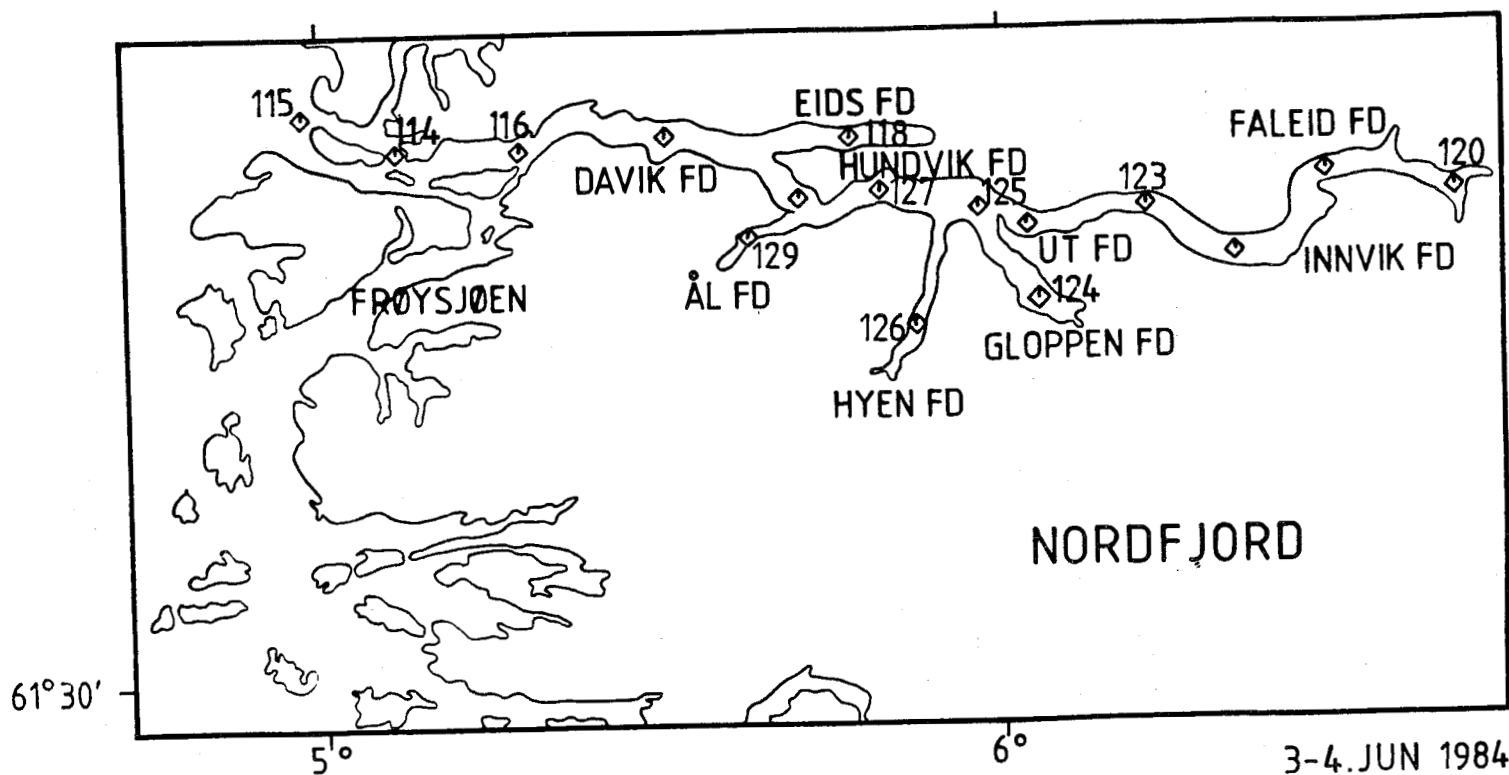 115
114
116
EIDS FD
118
FALEID FD
120
DAVIK FD
HUNDVIK FD
127
125
123
129
UT FD
INNVIK FD
ÅL FD
FRØYSJØEN
124
126
GLOPPEN FD
HYEN FD
NORDFJORD
61°30'
5°
6°
3-4.JUN 1984